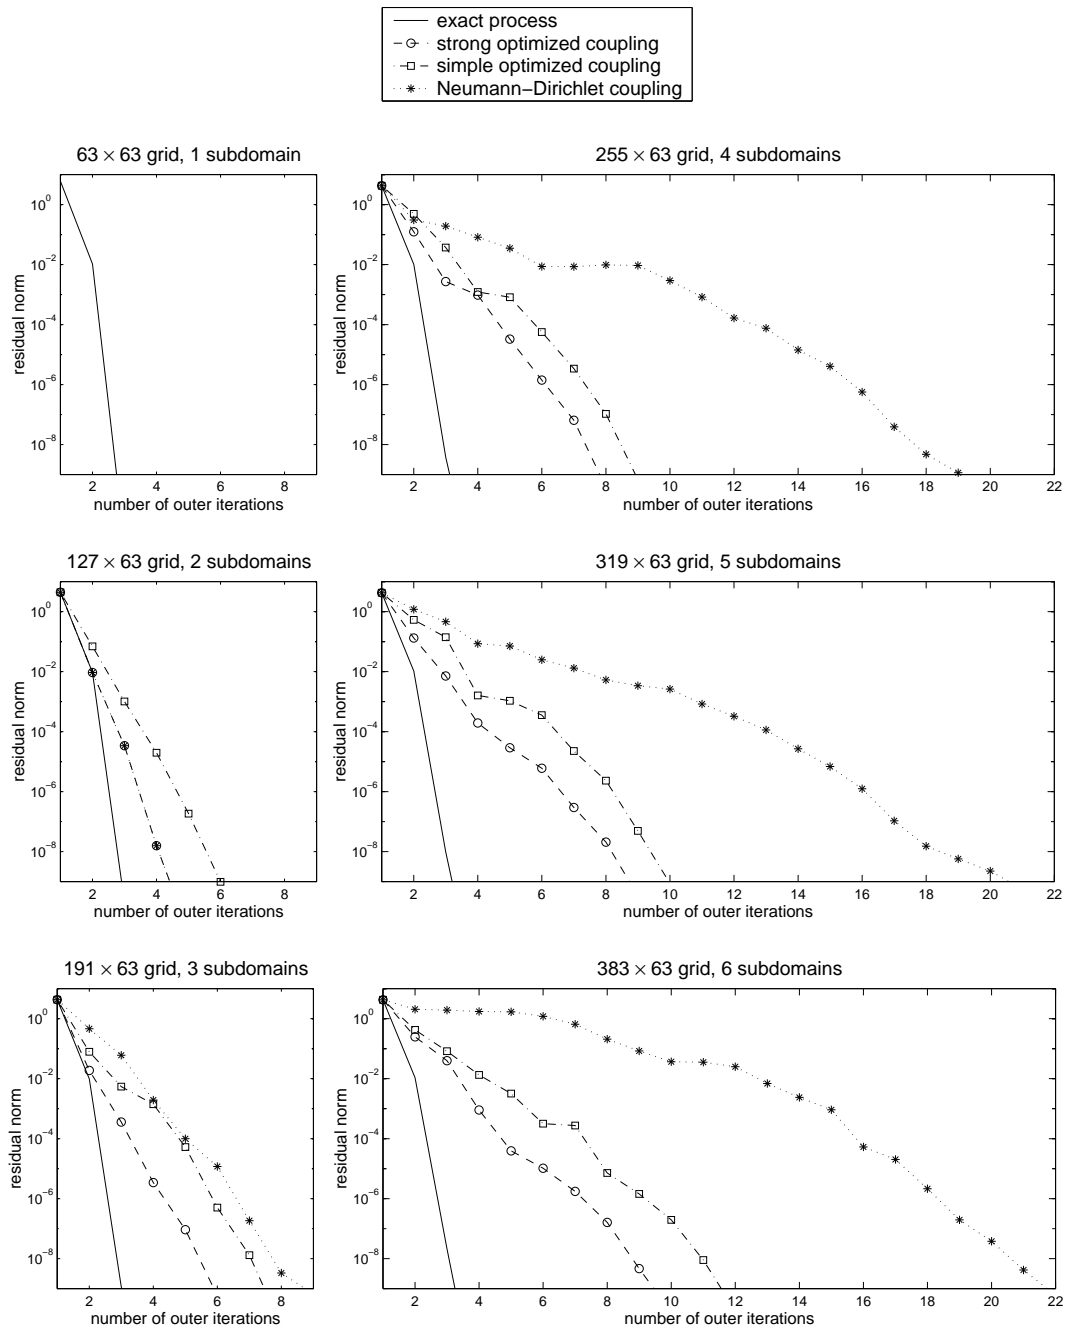 exact process
strong optimized coupling
simple optimized coupling
Neumann−Dirichlet coupling
63 × 63 grid, 1 subdomain
10^0
10^−2
10^−4
10^−6
10^−8
residual norm
2 4 6 8
number of outer iterations
255 × 63 grid, 4 subdomains
10^0
10^−2
10^−4
10^−6
10^−8
residual norm
2 4 6 8 10 12 14 16 18 20 22
number of outer iterations
127 × 63 grid, 2 subdomains
10^0
10^−2
10^−4
10^−6
10^−8
residual norm
2 4 6 8
number of outer iterations
319 × 63 grid, 5 subdomains
10^0
10^−2
10^−4
10^−6
10^−8
residual norm
2 4 6 8 10 12 14 16 18 20 22
number of outer iterations
191 × 63 grid, 3 subdomains
10^0
10^−2
10^−4
10^−6
10^−8
residual norm
2 4 6 8
number of outer iterations
383 × 63 grid, 6 subdomains
10^0
10^−2
10^−4
10^−6
10^−8
residual norm
2 4 6 8 10 12 14 16 18 20 22
number of outer iterations